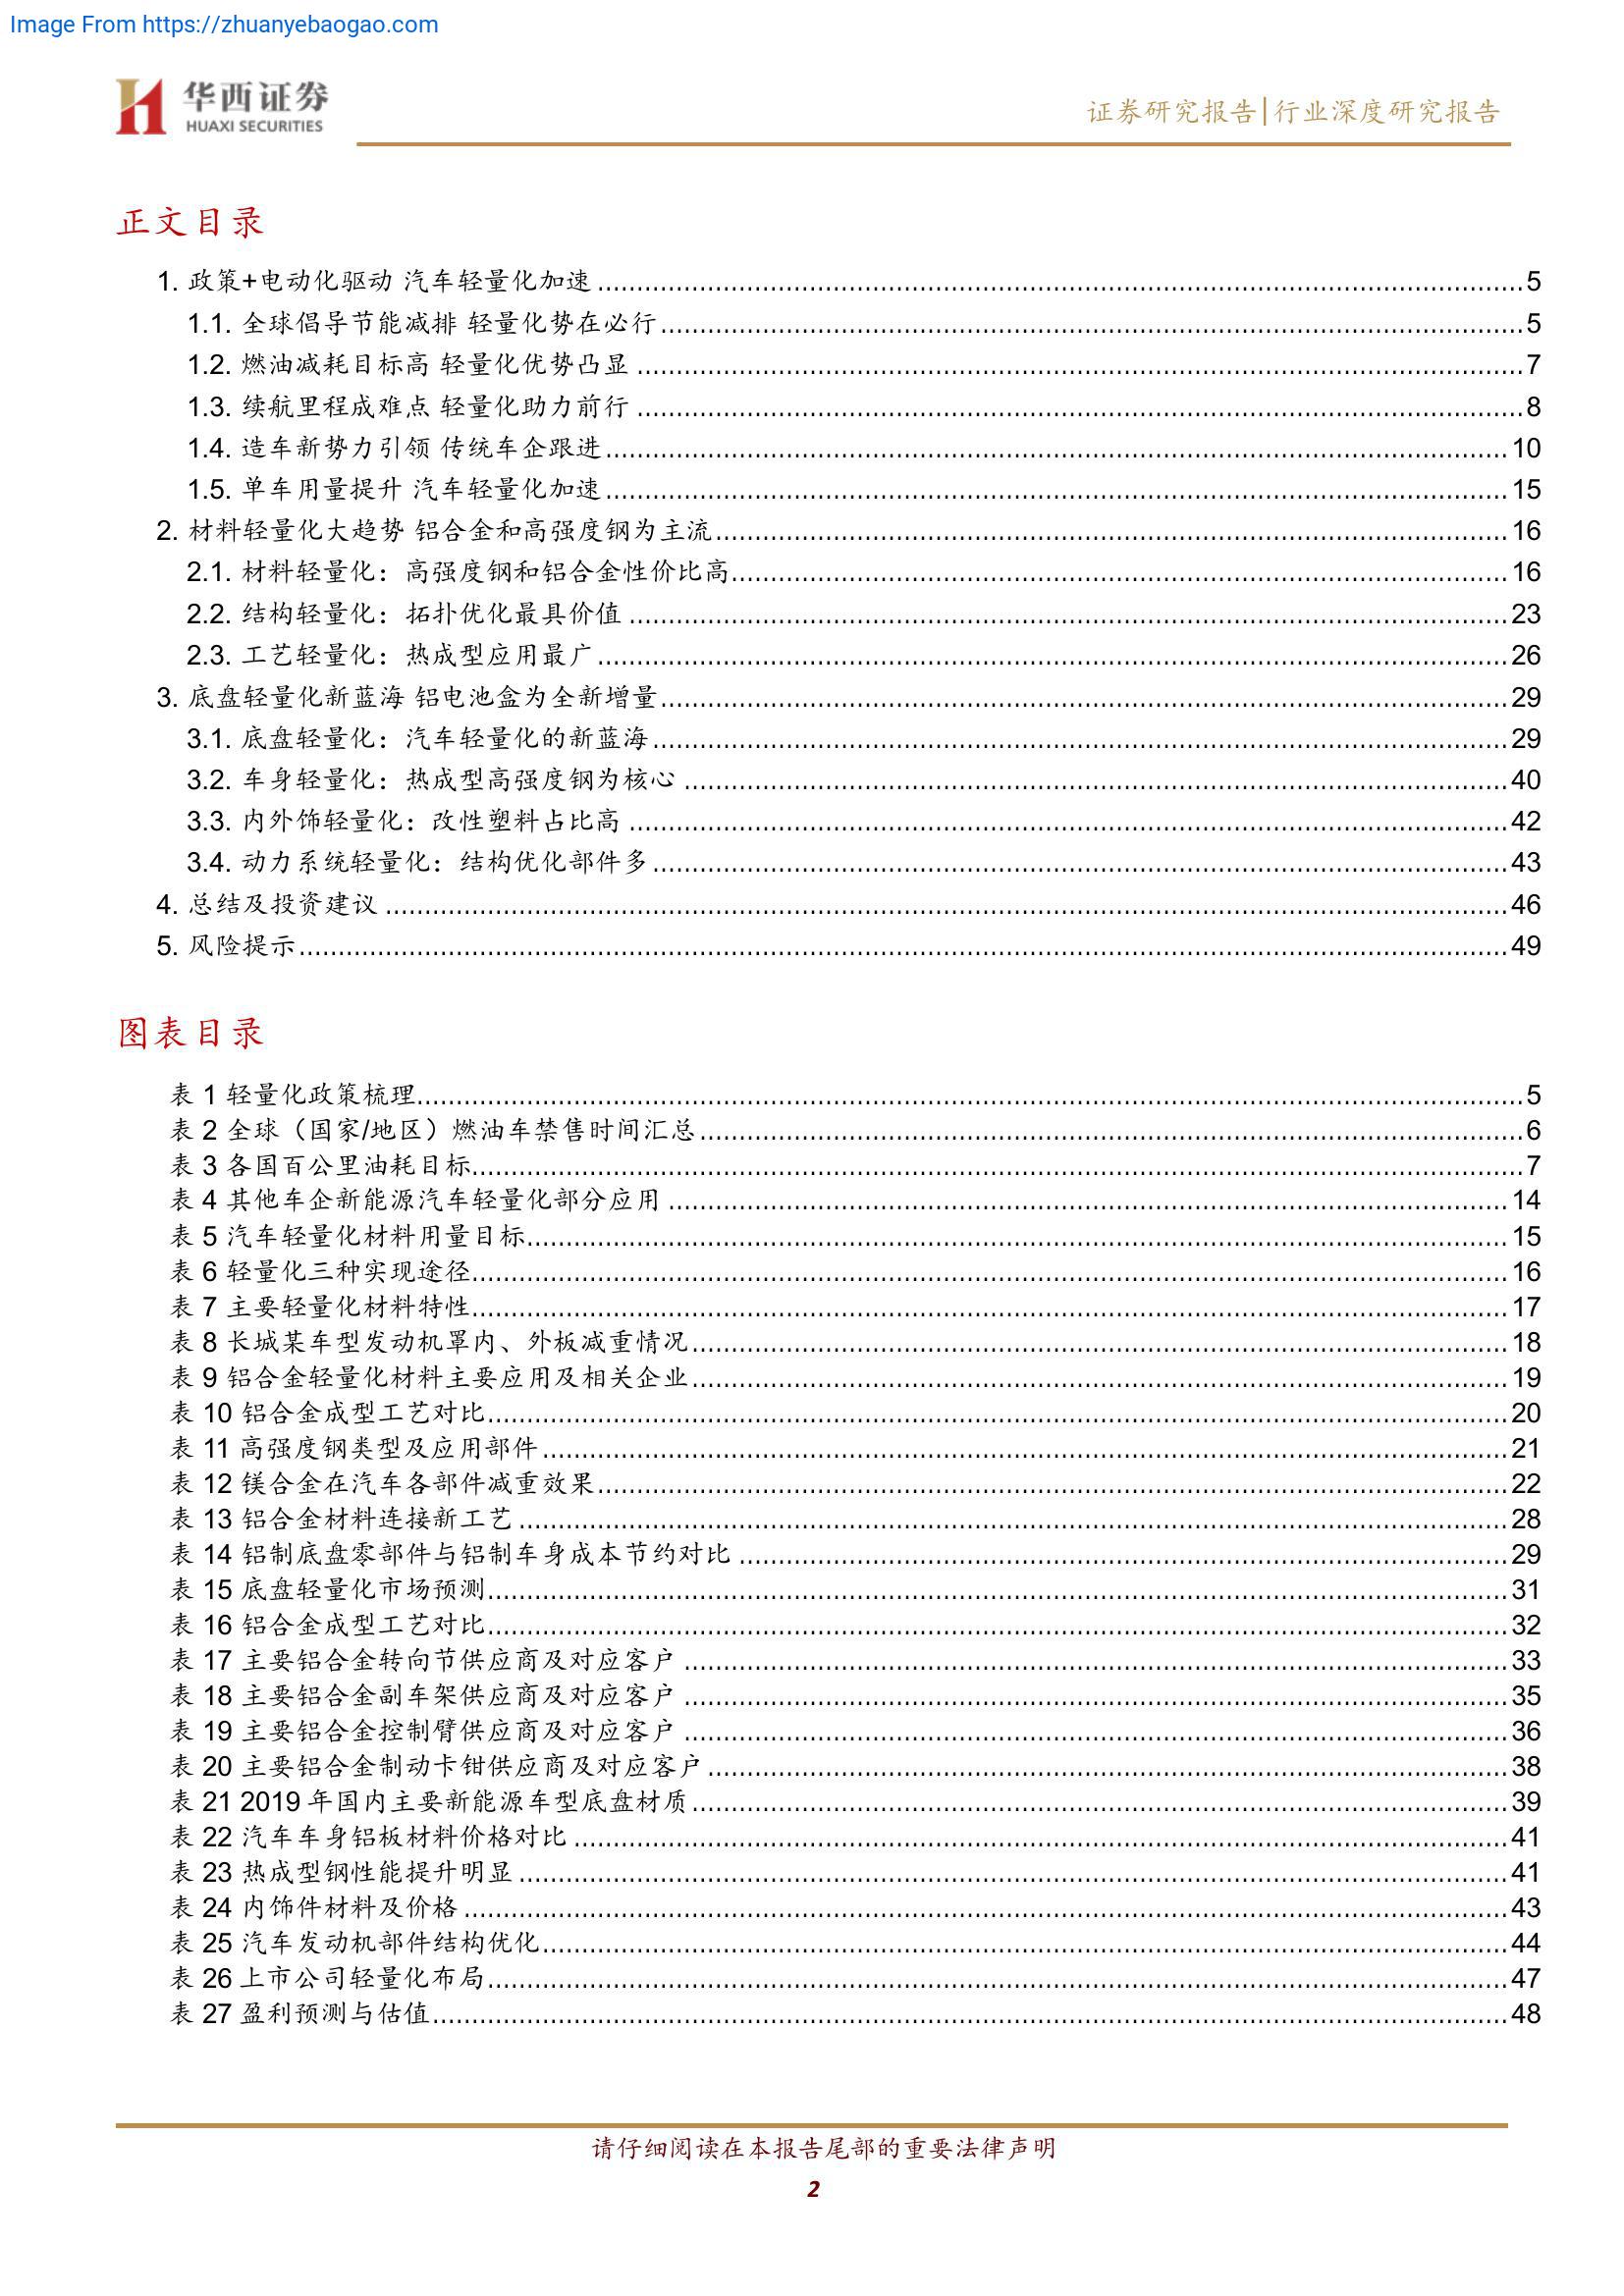 Image From https://zhuanyebaogao.com
华西证券
HUAXI SECURITIES
证券研究报告|行业深度研究报告
正文目录
1. 政策+电动化驱动 汽车轻量化加速........................5
1.1. 全球倡导节能减排 轻量化势在必行........................5
1.2. 燃油减耗目标高 轻量化优势凸显........................7
1.3. 续航里程成难点 轻量化助力前行........................8
1.4. 造车新势力引领 传统车企跟进........................10
1.5. 单车用量提升 汽车轻量化加速........................15
2. 材料轻量化大趋势 铝合金和高强度钢为主流........................16
2.1. 材料轻量化：高强度钢和铝合金性价比高........................16
2.2. 结构轻量化：拓扑优化最具价值........................23
2.3. 工艺轻量化：热成型应用最广........................26
3. 底盘轻量化新蓝海 铝电池盒为全新增量........................29
3.1. 底盘轻量化：汽车轻量化的新蓝海........................29
3.2. 车身轻量化：热成型高强度钢为核心........................40
3.3. 内外饰轻量化：改性塑料占比高........................42
3.4. 动力系统轻量化：结构优化部件多........................43
4. 总结及投资建议........................46
5. 风险提示........................49
图表目录
表 1 轻量化政策梳理........................5
表 2 全球（国家/地区）燃油车禁售时间汇总........................6
表 3 各国百公里油耗目标........................7
表 4 其他车企新能源汽车轻量化部分应用........................14
表 5 汽车轻量化材料用量目标........................15
表 6 轻量化三种实现途径........................16
表 7 主要轻量化材料特性........................17
表 8 长城某车型发动机罩内、外板减重情况........................18
表 9 铝合金轻量化材料主要应用及相关企业........................19
表 10 铝合金成型工艺对比........................20
表 11 高强度钢类型及应用部件........................21
表 12 镁合金在汽车各部件减重效果........................22
表 13 铝合金材料连接新工艺........................28
表 14 铝制底盘零部件与铝制车身成本节约对比........................29
表 15 底盘轻量化市场预测........................31
表 16 铝合金成型工艺对比........................32
表 17 主要铝合金转向节供应商及对应客户........................33
表 18 主要铝合金副车架供应商及对应客户........................35
表 19 主要铝合金控制臂供应商及对应客户........................36
表 20 主要铝合金制动卡钳供应商及对应客户........................38
表 21 2019 年国内主要新能源车型底盘材质........................39
表 22 汽车车身铝板材料价格对比........................41
表 23 热成型钢性能提升明显........................41
表 24 内饰件材料及价格........................43
表 25 汽车发动机部件结构优化........................44
表 26 上市公司轻量化布局........................47
表 27 盈利预测与估值........................48
请仔细阅读在本报告尾部的重要法律声明
2